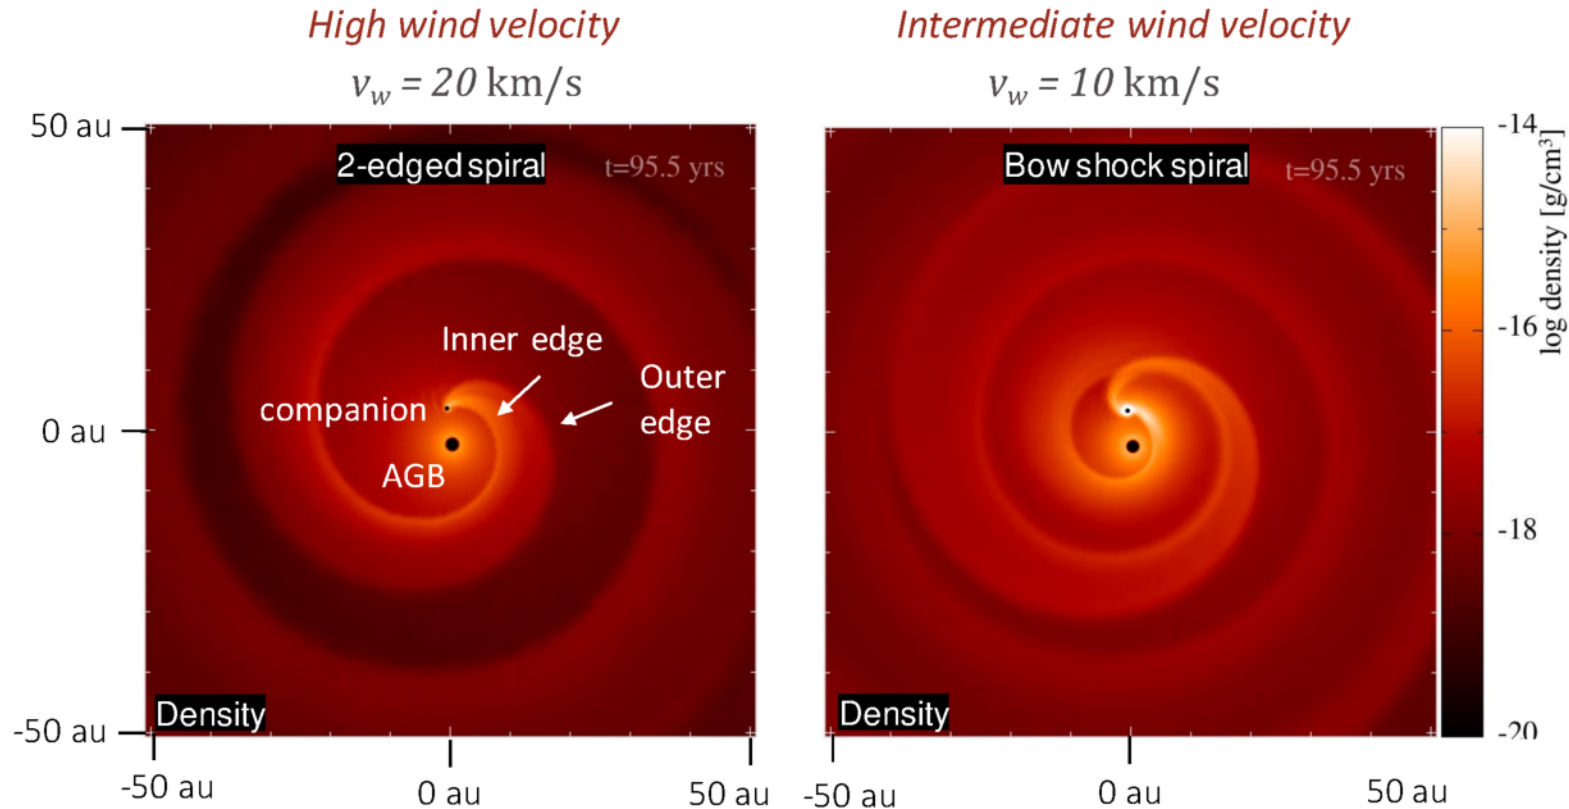 High wind velocity
v_w = 20 km/s
Intermediate wind velocity
v_w = 10 km/s
50 au
0 au
-50 au
2-edged spiral
t=95.5 yrs
Inner edge
Outer
edge
companion
AGB
Density
-50 au
0 au
50 au
Bow shock spiral
t=95.5 yrs
Density
-50 au
0 au
50 au
-14
-16
-18
-20
log density [g/cm³]